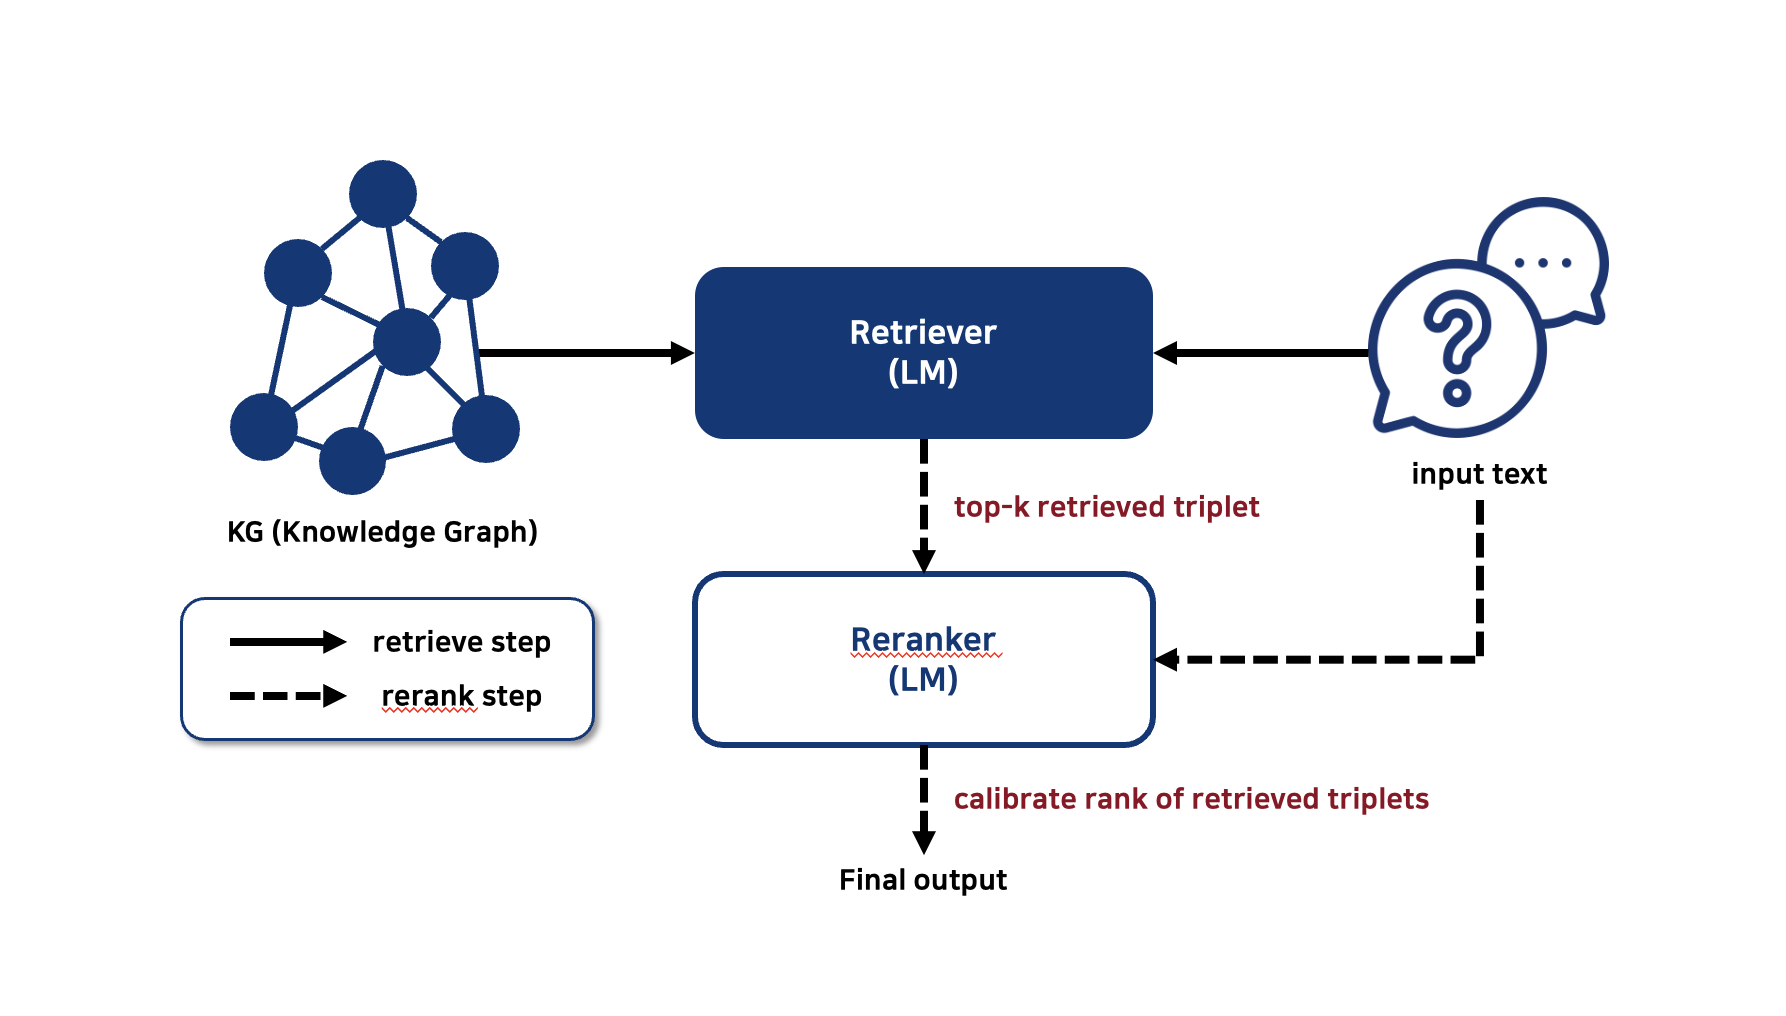 Retriever
(LM)
input text
top-k retrieved triplet
KG (Knowledge Graph)
retrieve step
rerank step
Reranker
(LM)
calibrate rank of retrieved triplets
Final output